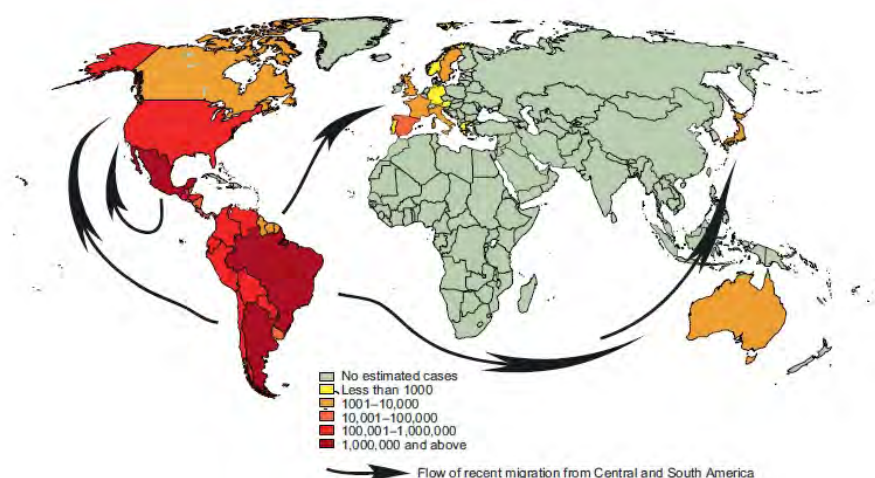 No estimated cases
Less than 1000
1001–10,000
10,001–100,000
100,001–1,000,000
1,000,000 and above
Flow of recent migration from Central and South America